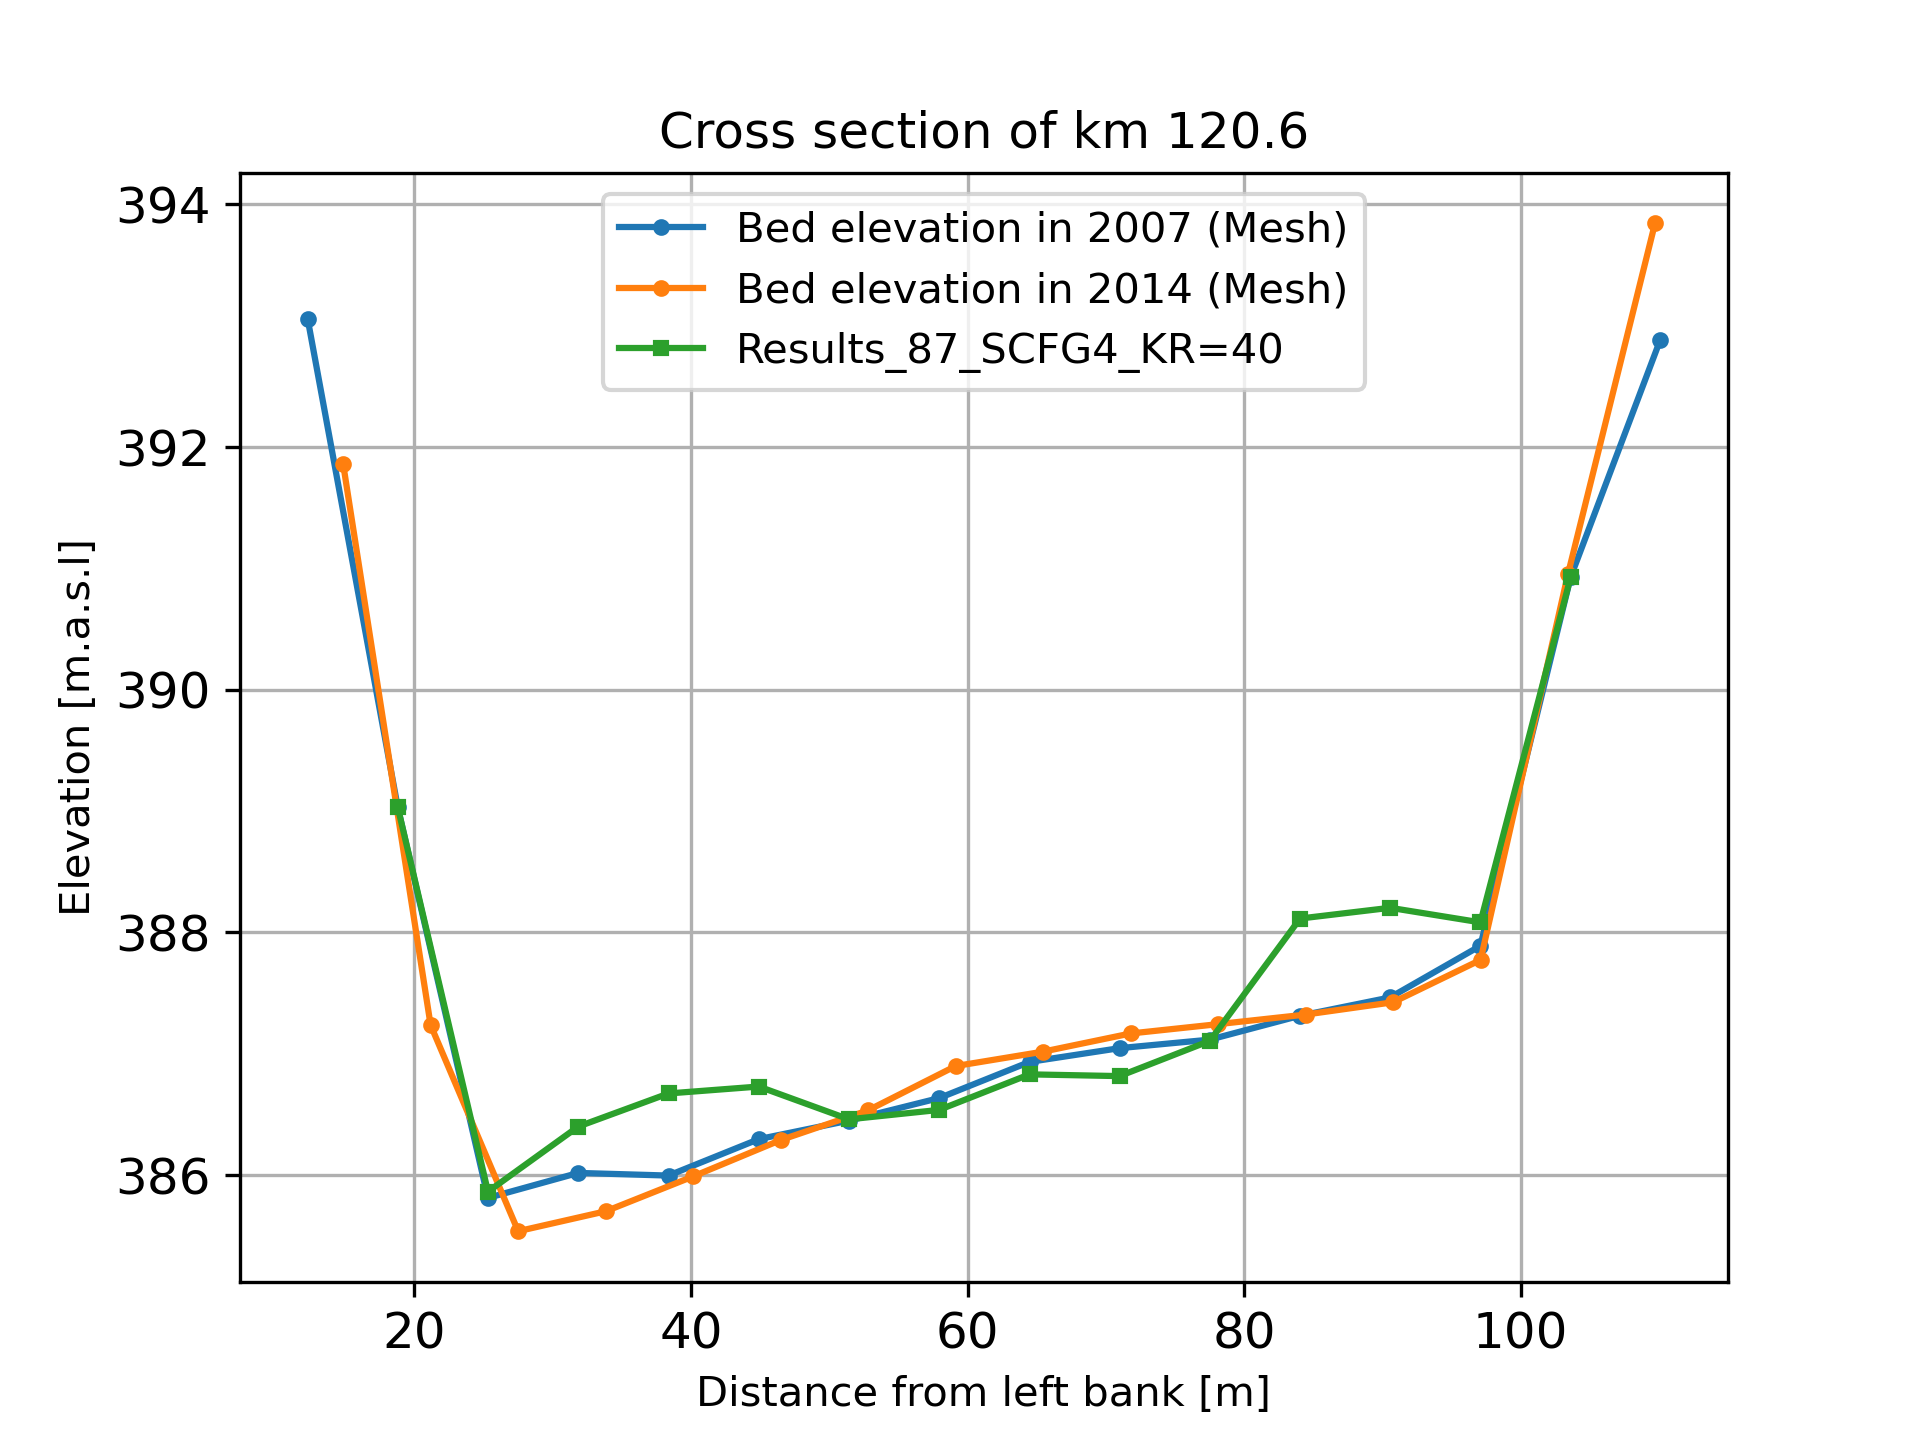 Cross section of km 120.6
Bed elevation in 2007 (Mesh)
Bed elevation in 2014 (Mesh)
Results_87_SCFG4_KR=40
394
392
390
388
386
Elevation [m.a.s.l]
20 40 60 80 100
Distance from left bank [m]